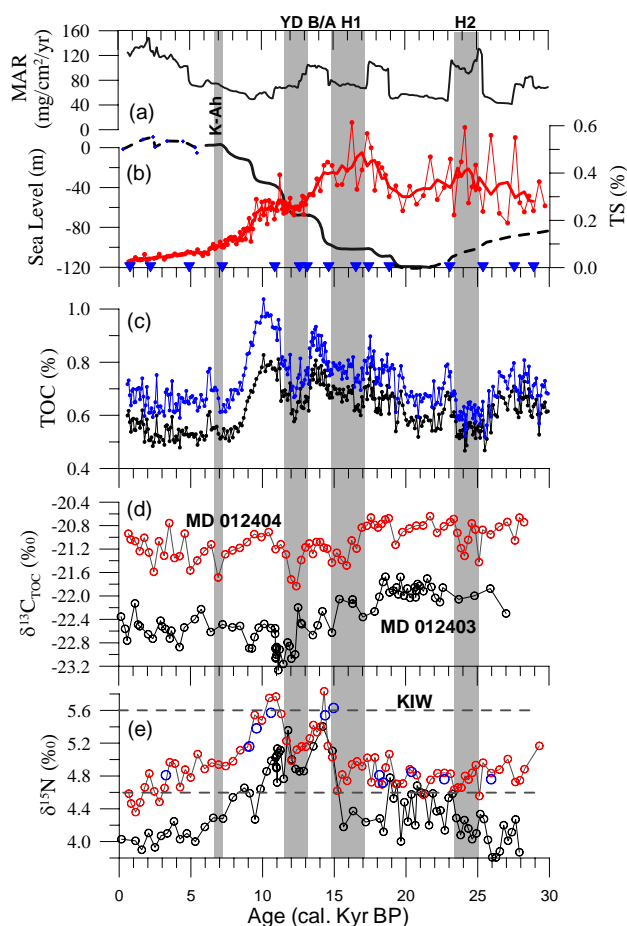 YD B/A H1 H2
MAR
(mg/cm²/yr)
160
120
80
40
(a)
K-Ah
Sea Level (m)
0
-40
-80
-120
(b)
TS (%)
0.6
0.4
0.2
0.0
TOC (%)
1.0
0.8
0.6
0.4
(c)
δ¹³C_TOC (‰)
-20.4
-20.8
-21.2
-21.6
-22.0
-22.4
-22.8
-23.2
(d)
MD 012404
MD 012403
δ¹⁵N (‰)
5.6
4.8
4.4
4.0
(e)
KIW
0 5 10 15 20 25 30
Age (cal. Kyr BP)